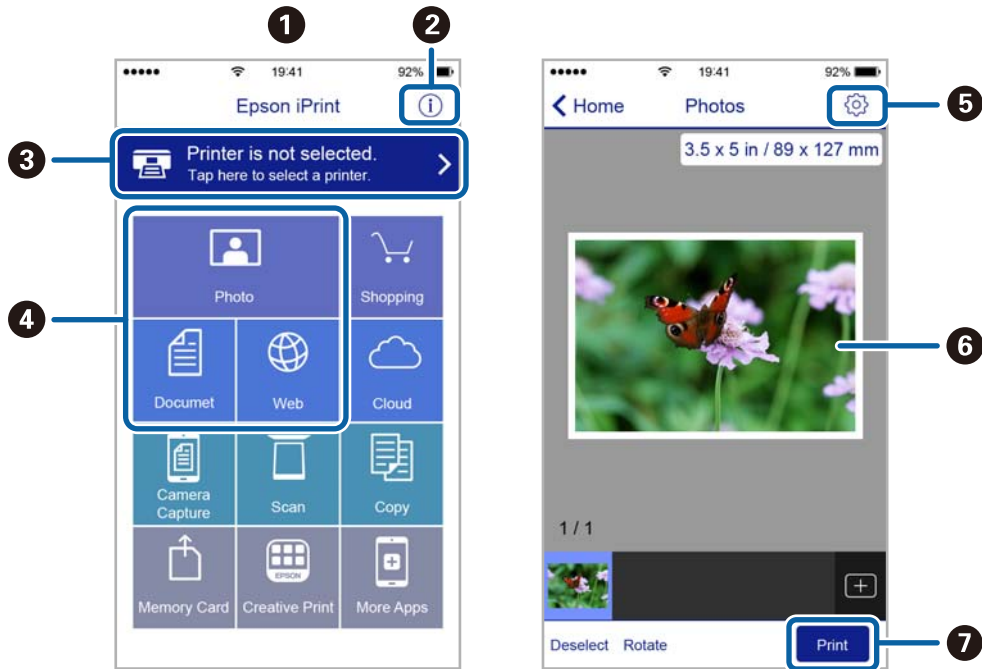 1
2
19:41
92%
Epson iPrint
i
3
Printer is not selected.
Tap here to select a printer.
4
Photo
Shopping
Documet
Web
Cloud
Camera
Capture
Scan
Copy
EPSON
Memory Card
Creative Print
More Apps
19:41
92%
Home
Photos
5
3.5 x 5 in / 89 x 127 mm
6
1 / 1
Deselect
Rotate
Print
7